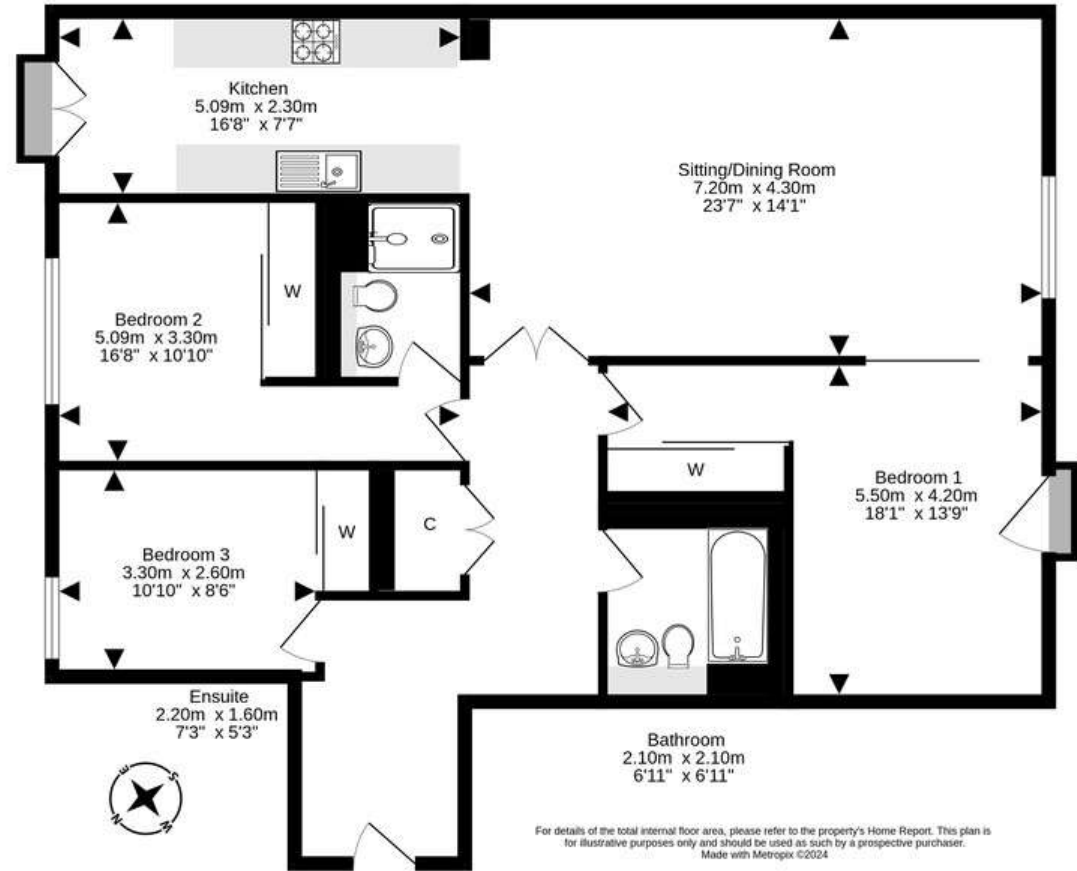 Kitchen
5.09m x 2.30m
16'8" x 7'7"
Sitting/Dining Room
7.20m x 4.30m
23'7" x 14'1"
W
Bedroom 2
5.09m x 3.30m
16'8" x 10'10"
W
Bedroom 1
5.50m x 4.20m
18'1" x 13'9"
C
W
Bedroom 3
3.30m x 2.60m
10'10" x 8'6"
Ensuite
2.20m x 1.60m
7'3" x 5'3"
Bathroom
2.10m x 2.10m
6'11" x 6'11"
E
S
N
W
For details of the total internal floor area, please refer to the property's Home Report. This plan is
for illustrative purposes only and should be used as such by a prospective purchaser.
Made with Metropix ©2024